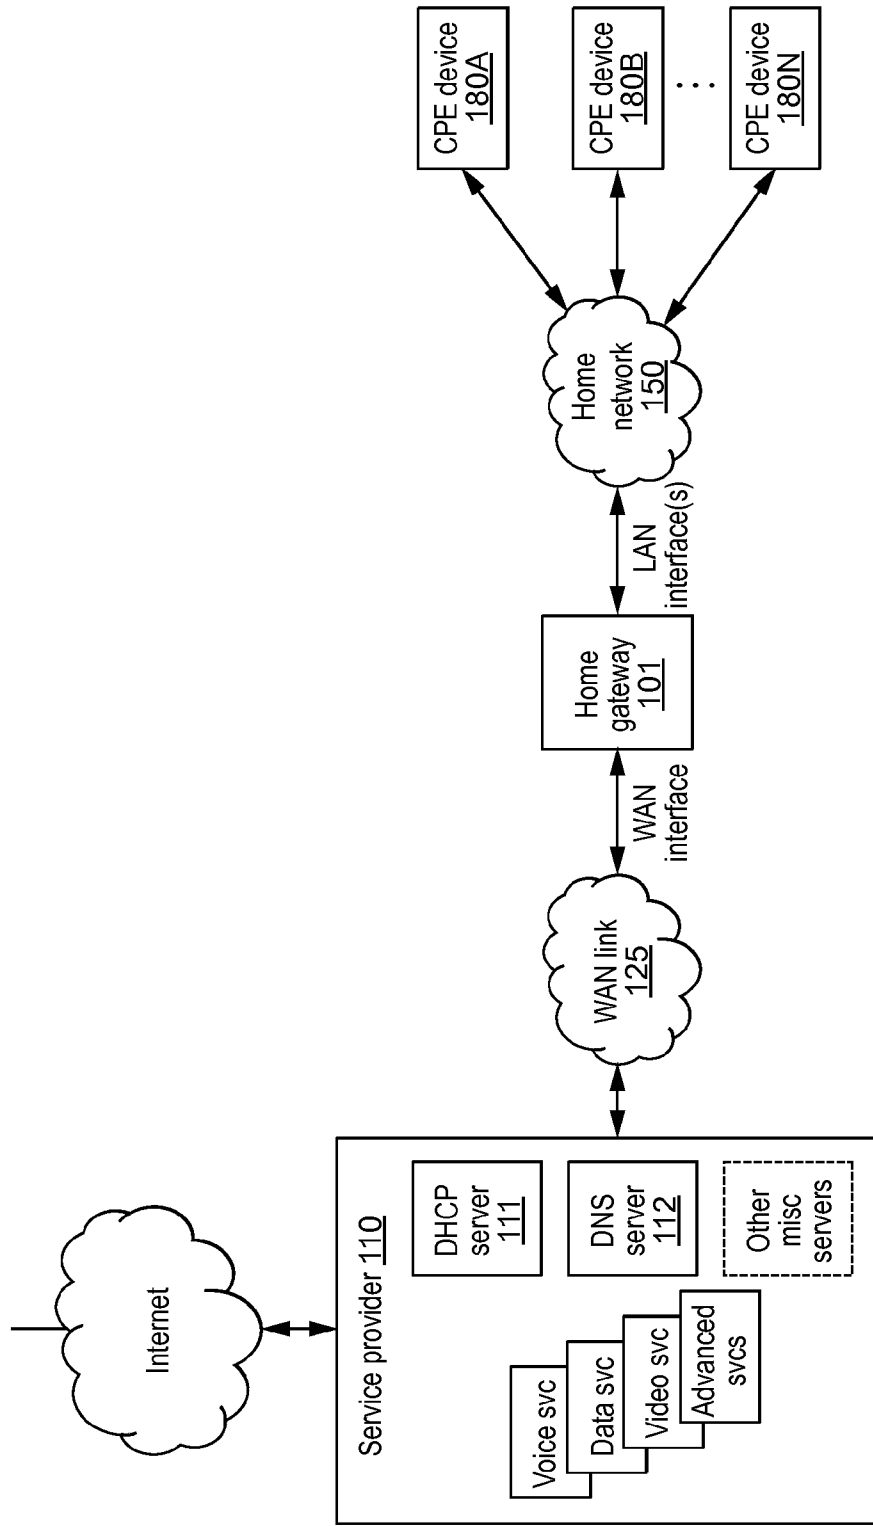 Internet
Service provider 110
Voice svc
Data svc
Video svc
Advanced
svcs
DHCP
server
111
DNS
server
112
Other
misc
servers
WAN link
125
WAN
interface
Home
gateway
101
LAN
interface(s)
Home
network
150
CPE device
180A
CPE device
180B
...
CPE device
180N